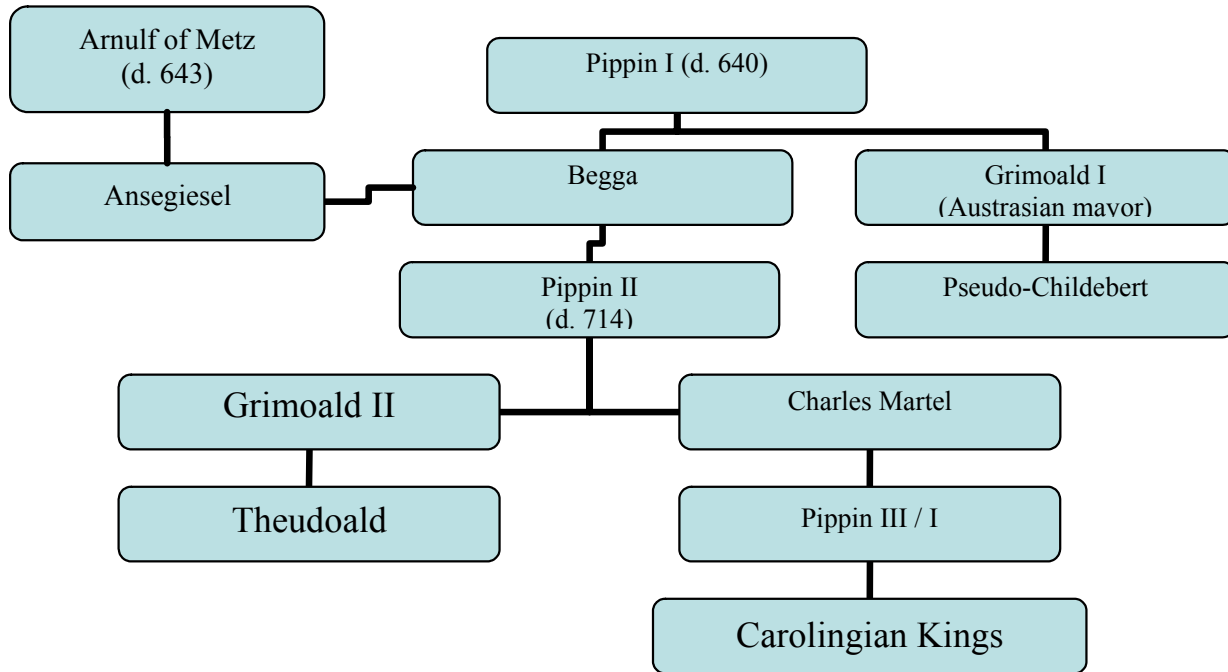 Arnulf of Metz
(d. 643)
Pippin I (d. 640)
Ansegiesel
Begga
Grimoald I
(Austrasian mayor)
Pippin II
(d. 714)
Pseudo-Childebert
Grimoald II
Charles Martel
Theudoald
Pippin III / I
Carolingian Kings